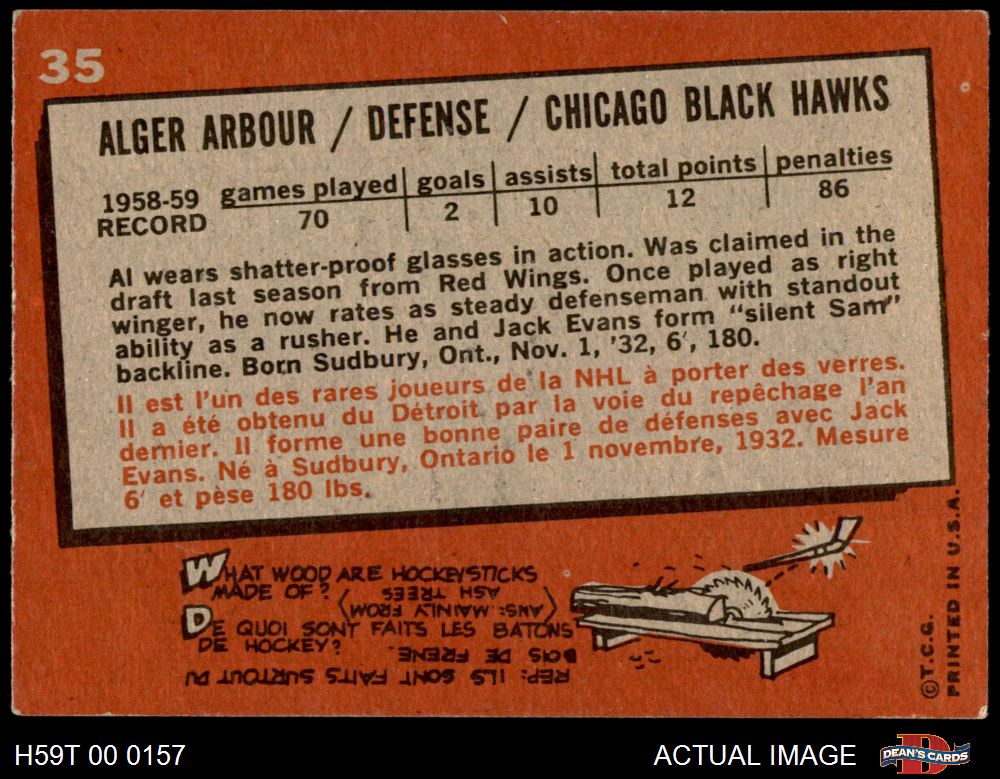 35
ALGER ARBOUR / DEFENSE / CHICAGO BLACK HAWKS
1958-59 RECORD
games played | goals | assists | total points | penalties
70 | 2 | 10 | 12 | 86
Al wears shatter-proof glasses in action. Was claimed in the
draft last season from Red Wings. Once played as right
winger, he now rates as steady defenseman with standout
ability as a rusher. He and Jack Evans form "silent Sam"
backline. Born Sudbury, Ont., Nov. 1, '32, 6', 180.
Il est l'un des rares joueurs de la NHL à porter des verres.
Il a été obtenu du Détroit par la voie du repêchage l'an
dernier. Il forme une bonne paire de défenses avec Jack
Evans. Né à Sudbury, Ontario le 1 novembre, 1932. Mesure
6' et pèse 180 lbs.
WHAT WOOD ARE HOCKEYSTICKS
MADE OF?
(ANS: MAINLY FROM
ASH TREES)
DE QUOI SONT FAITS LES BATONS
DE HOCKEY?
REP: ILS SONT FAITS SURTOUT DU
BOIS DE FRENE.
©T.C.G.
PRINTED IN U.S.A.
H59T 00 0157
ACTUAL IMAGE
DEAN'S CARDS